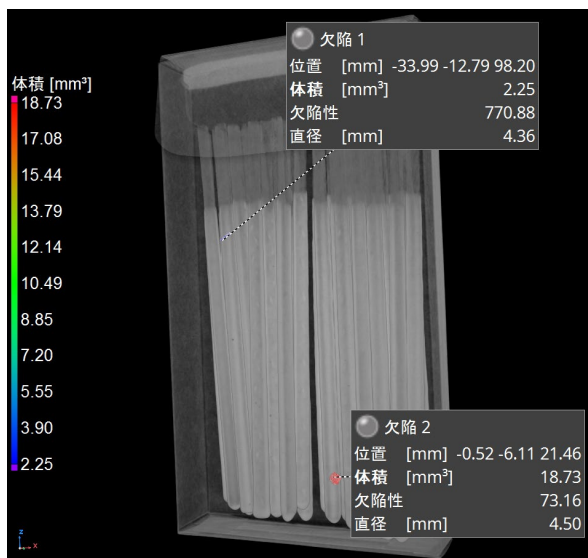 欠陥 1
位置 [mm] -33.99 -12.79 98.20
体積 [mm³] 2.25
欠陥性 770.88
直径 [mm] 4.36
体積 [mm³]
18.73
17.08
15.44
13.79
12.14
10.49
8.85
7.20
5.55
3.90
2.25
欠陥 2
位置 [mm] -0.52 -6.11 21.46
体積 [mm³] 18.73
欠陥性 73.16
直径 [mm] 4.50
z
x